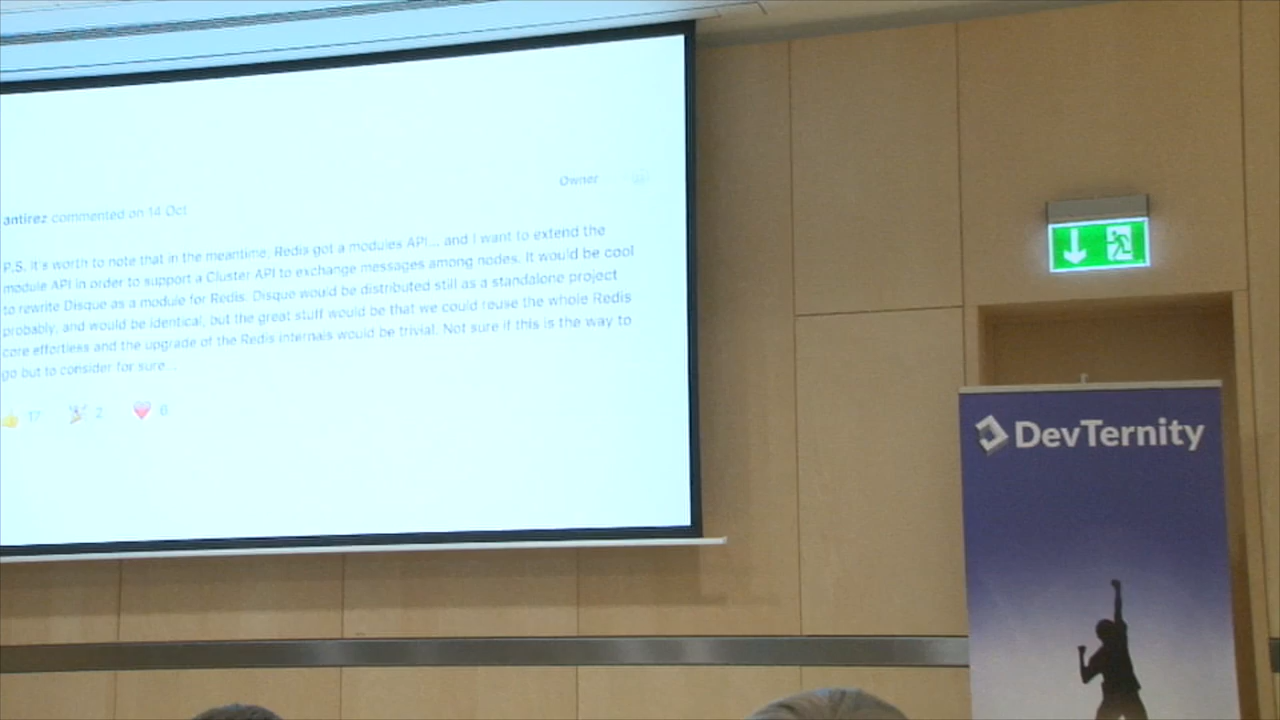 Owner
antirez commented on 14 Oct
P.S. it's worth to note that in the meantime, Redis got a modules API... and I want to extend the
module API in order to support a Cluster API to exchange messages among nodes. It would be cool
to rewrite Disque as a module for Redis. Disque would be distributed still as a standalone project
probably, and would be identical, but the great stuff would be that we could reuse the whole Redis
core effortless and the upgrade of the Redis internals would be trivial. Not sure if this is the way to
go but to consider for sure...
17 2 6
DevTernity